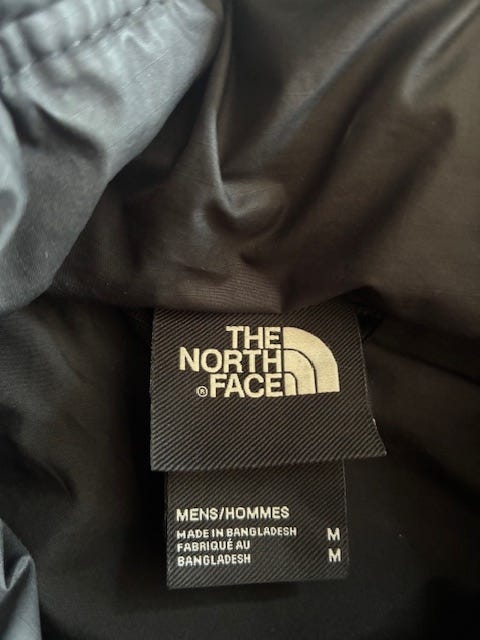 THE
NORTH
®FACE
MENS/HOMMES
MADE IN BANGLADESH M
FABRIQUÉ AU
BANGLADESH M